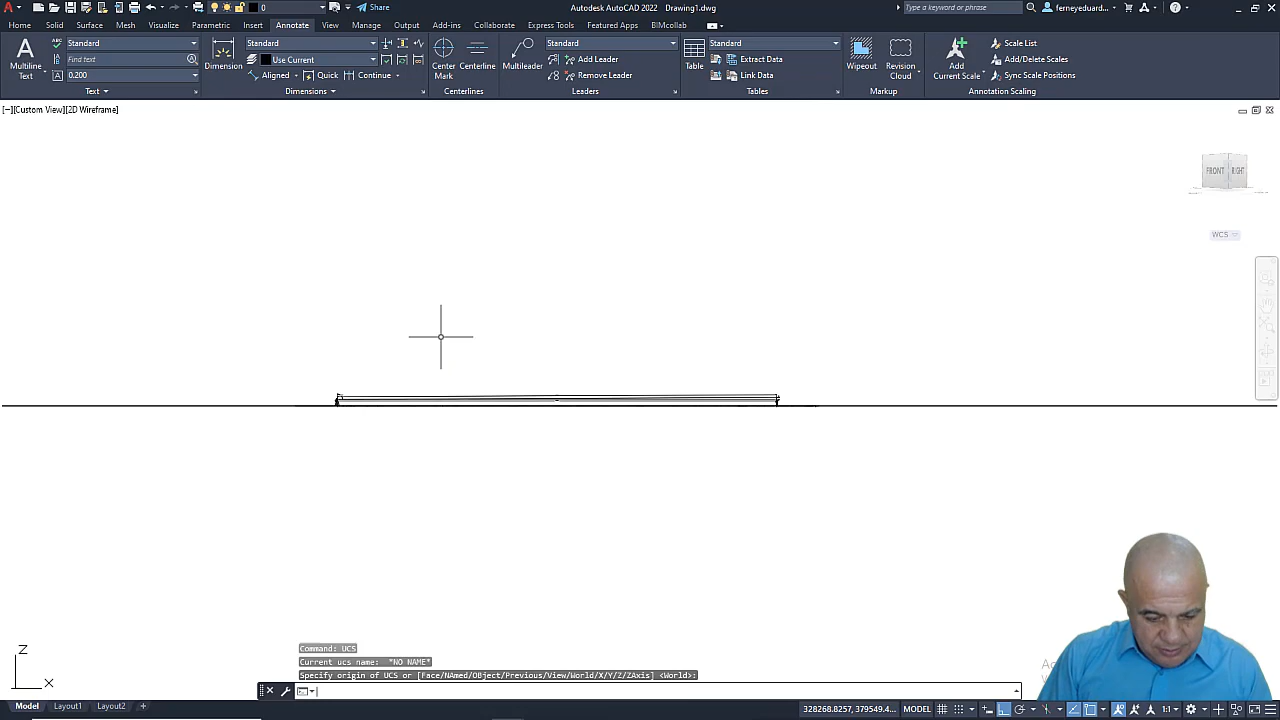 0
Share
Autodesk AutoCAD 2022 Drawing1.dwg
Type a keyword or phrase
ferneyeduard...
Home Insert Annotate Parametric View Manage Output Add-ins Collaborate Express Tools Featured Apps BIMcollab
Solid Surface Mesh Visualize
Multiline
Text
Standard
Find text
0.200
Text
Dimension
Standard
Use Current
Aligned Quick Continue
Dimensions
Center
Mark
Centerline
Centerlines
Multileader
Standard
Add Leader
Remove Leader
Leaders
Table
Standard
Extract Data
Link Data
Tables
Wipeout
Revision
Cloud
Markup
Add
Current Scale
Scale List
Add/Delete Scales
Sync Scale Positions
Annotation Scaling
[−][Custom View][2D Wireframe]
FRONT RIGHT
WCS
Z
X
Command: UCS
Current ucs name: *NO NAME*
Specify origin of UCS or [Face/NAmed/OBject/Previous/View/World/X/Y/Z/ZAxis] <World>:
Model Layout1 Layout2 +
328268.8257, 379549.4... MODEL
1:1